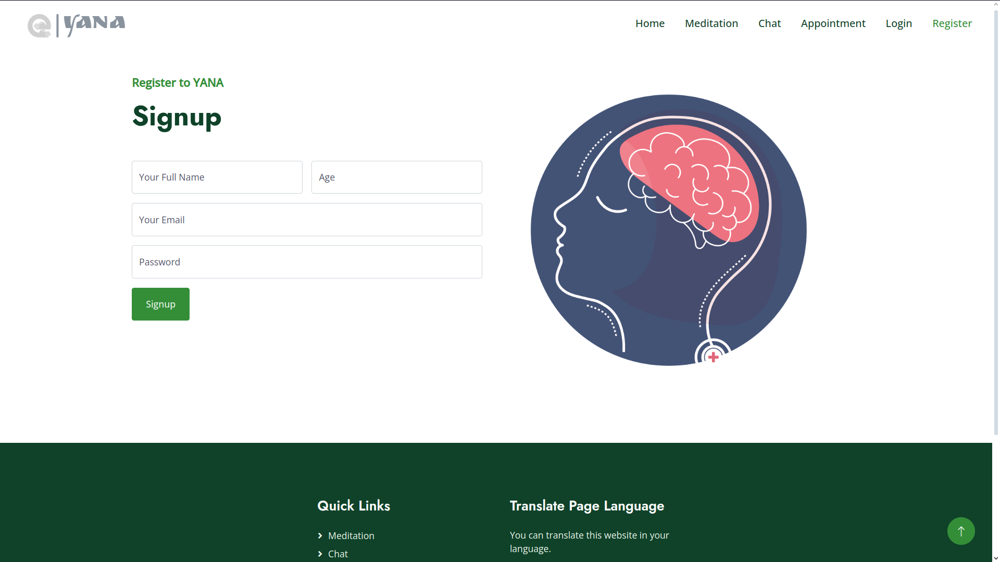 YANA
Home Meditation Chat Appointment Login Register
Register to YANA
Signup
Your Full Name Age
Your Email
Password
Signup
Quick Links
Meditation
Chat
Translate Page Language
You can translate this website in your
language.